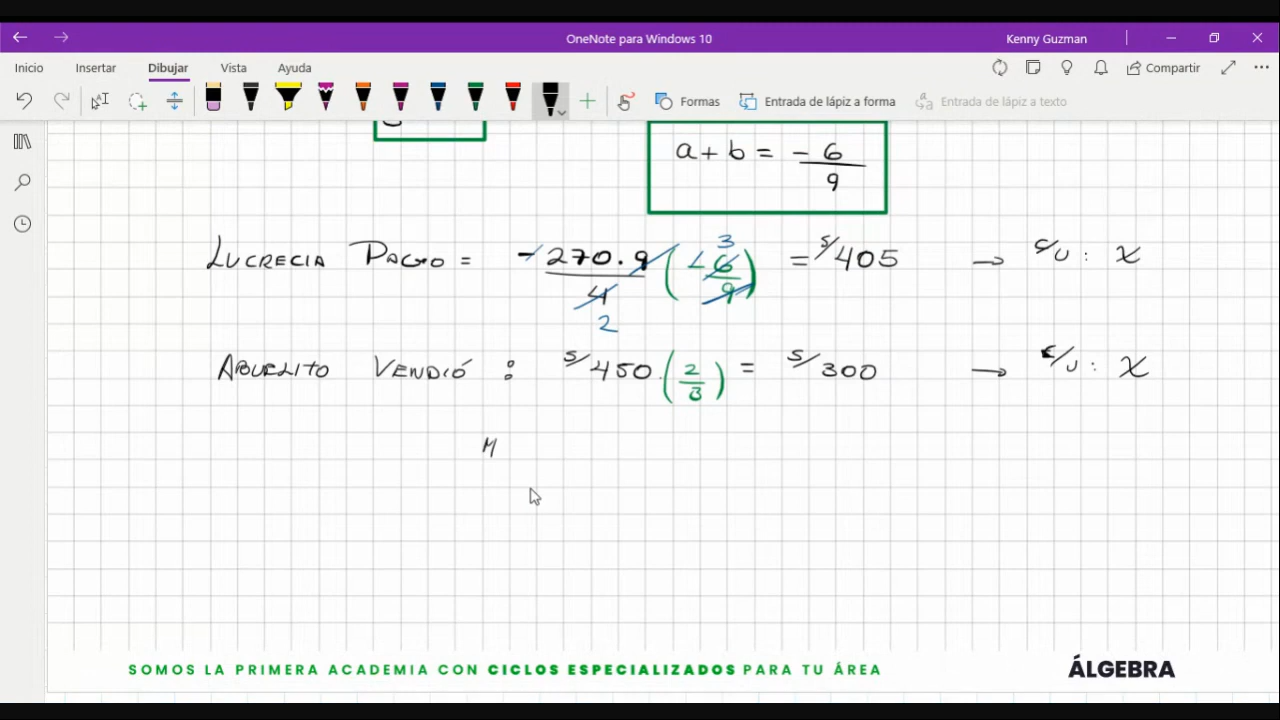 OneNote para Windows 10 Kenny Guzman
Inicio Insertar Dibujar Vista Ayuda Compartir
Formas Entrada de lápiz a forma Entrada de lápiz a texto
a + b = - 6/9
LUCRECIA PAGO = - 270.9/4 (-6/9) = S/405 → c/u : x
3
2
ABUELITO VENDIÓ : S/450 . (2/3) = S/300 → c/u : x
M
SOMOS LA PRIMERA ACADEMIA CON CICLOS ESPECIALIZADOS PARA TU ÁREA ÁLGEBRA